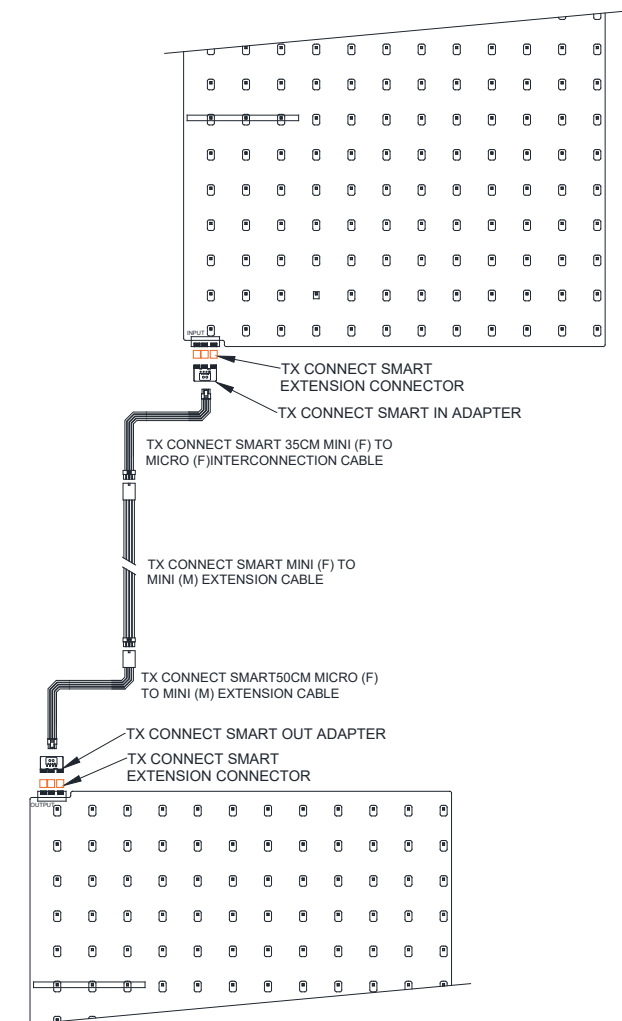 INPUT
TX CONNECT SMART
EXTENSION CONNECTOR
TX CONNECT SMART IN ADAPTER
TX CONNECT SMART 35CM MINI (F) TO
MICRO (F)INTERCONNECTION CABLE
TX CONNECT SMART MINI (F) TO
MINI (M) EXTENSION CABLE
TX CONNECT SMART50CM MICRO (F)
TO MINI (M) EXTENSION CABLE
TX CONNECT SMART OUT ADAPTER
TX CONNECT SMART
EXTENSION CONNECTOR
OUTPUT